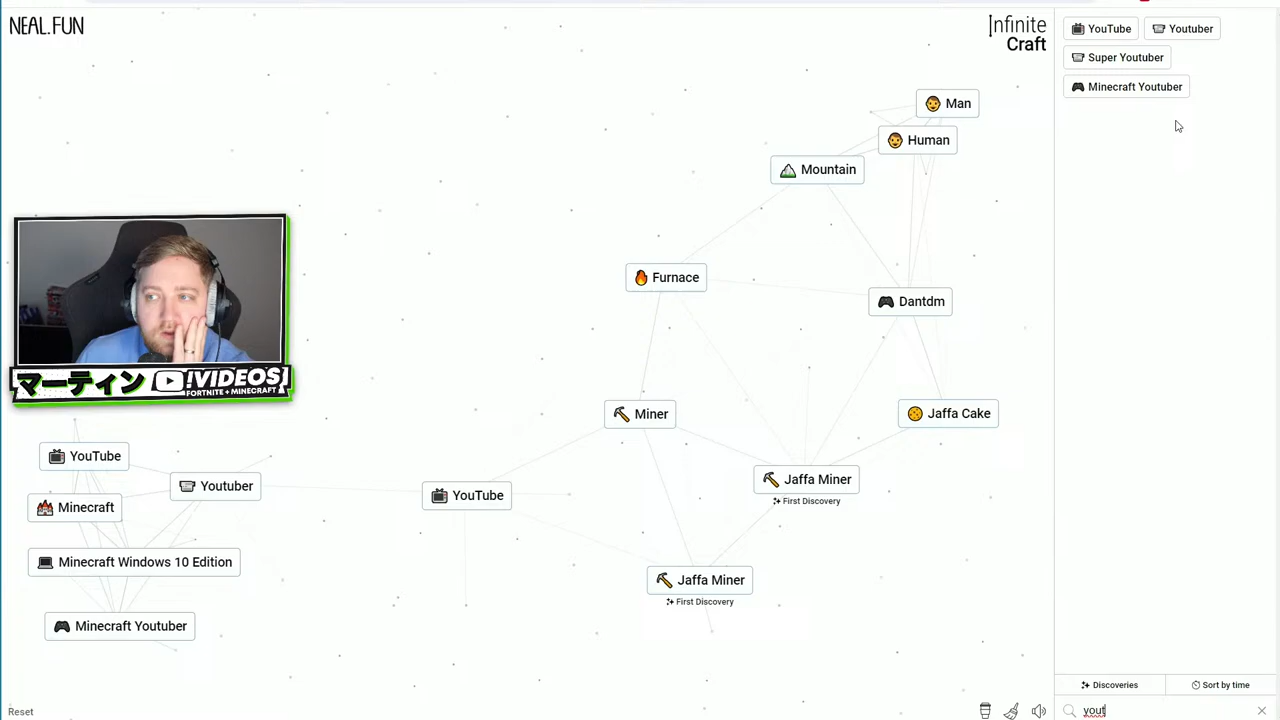 NEAL.FUN
Infinite
Craft
YouTube
Youtuber
Super Youtuber
Minecraft Youtuber
Man
Human
Mountain
Furnace
Dantdm
マーティン !VIDEOS
FORTNITE + MINECRAFT
Miner
Jaffa Cake
YouTube
Youtuber
YouTube
Minecraft
Jaffa Miner
First Discovery
Minecraft Windows 10 Edition
Jaffa Miner
First Discovery
Minecraft Youtuber
Discoveries
Sort by time
Reset
yout